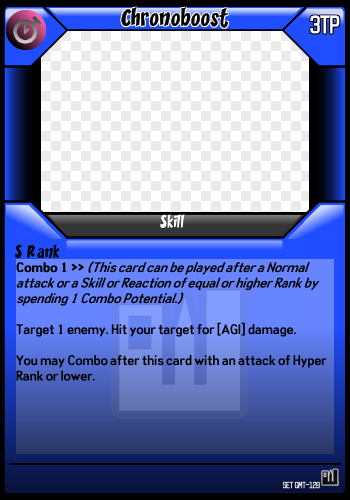 Chronoboost
3TP
Skill
S Rank
Combo 1 >> (This card can be played after a Normal
attack or a Skill or Reaction of equal or higher Rank by
spending 1 Combo Potential.)
Target 1 enemy. Hit your target for [AGI] damage.
You may Combo after this card with an attack of Hyper
Rank or lower.
SET GMT-128